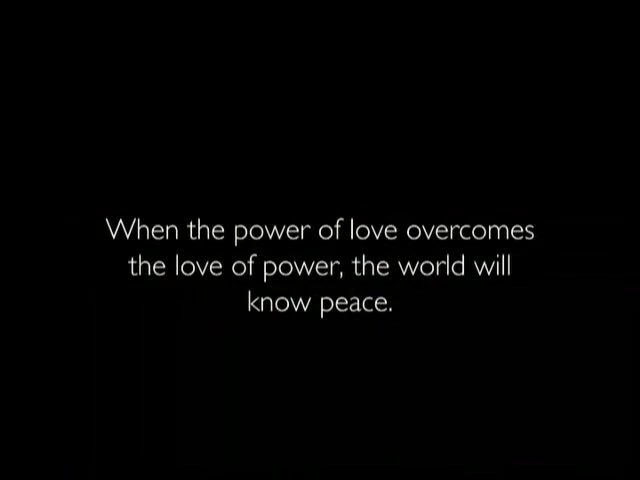 When the power of love overcomes
the love of power, the world will
know peace.